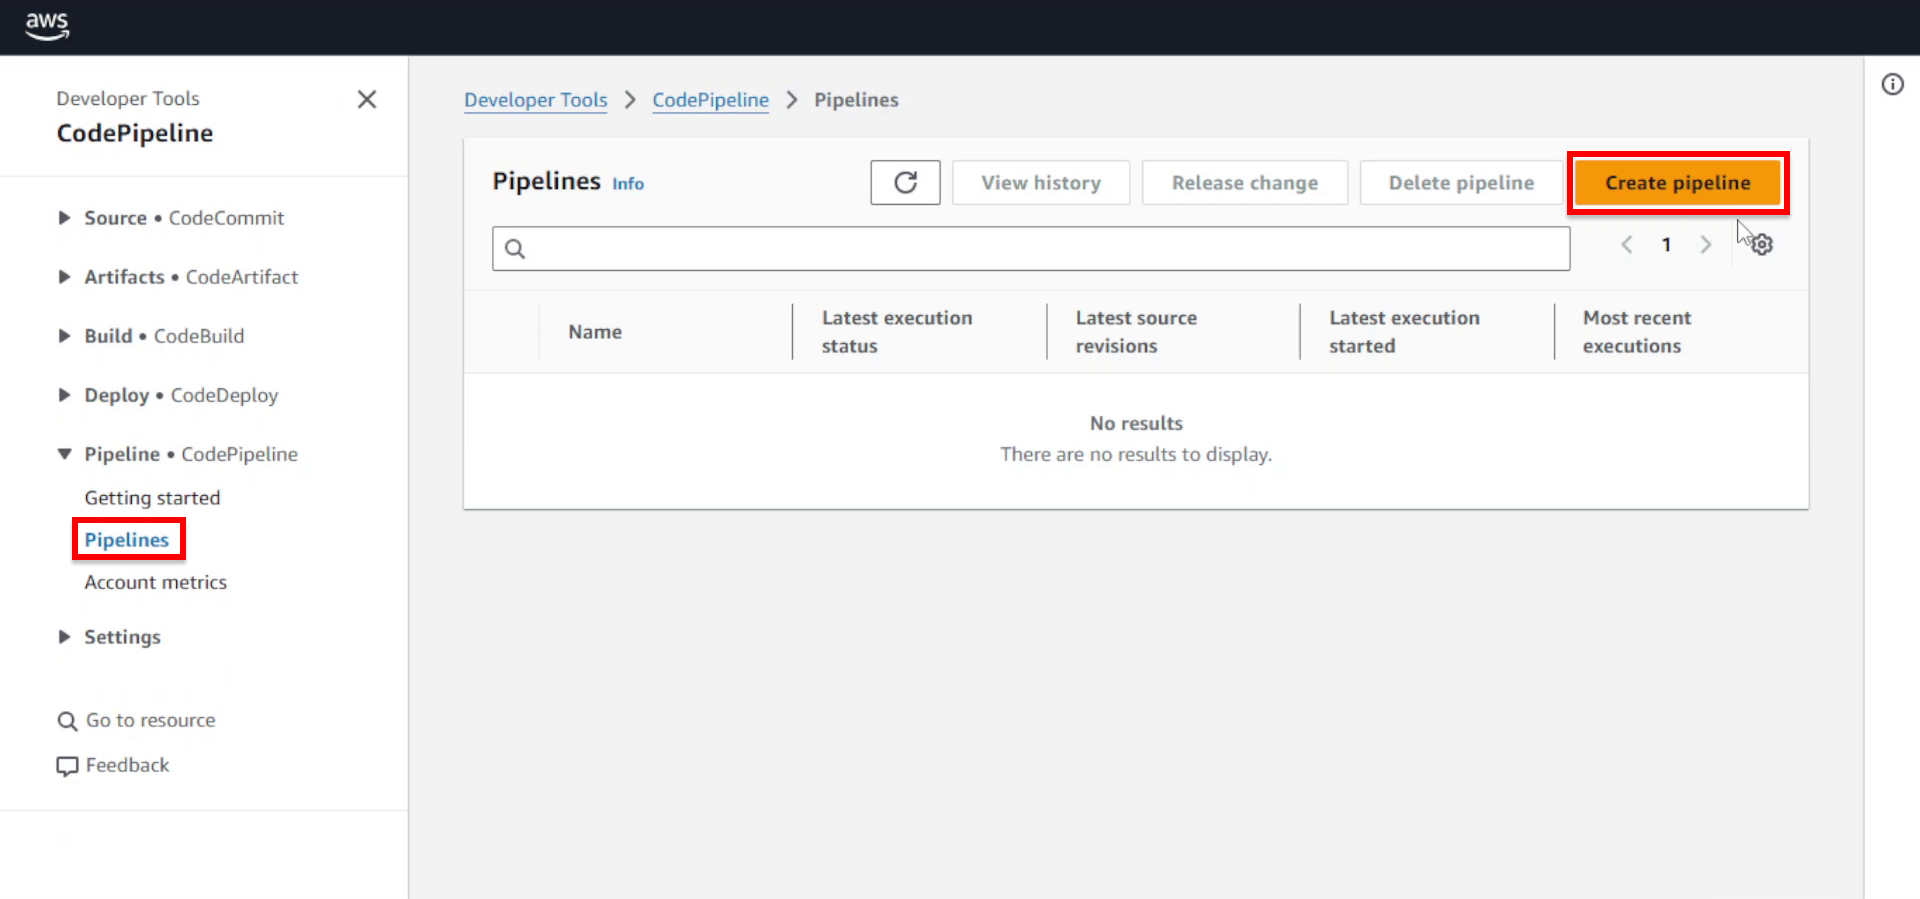 aws
Developer Tools
CodePipeline
Source • CodeCommit
Artifacts • CodeArtifact
Build • CodeBuild
Deploy • CodeDeploy
Pipeline • CodePipeline
Getting started
Pipelines
Account metrics
Settings
Go to resource
Feedback
Developer Tools > CodePipeline > Pipelines
Pipelines Info
View history
Release change
Delete pipeline
Create pipeline
1
Name
Latest execution
status
Latest source
revisions
Latest execution
started
Most recent
executions
No results
There are no results to display.